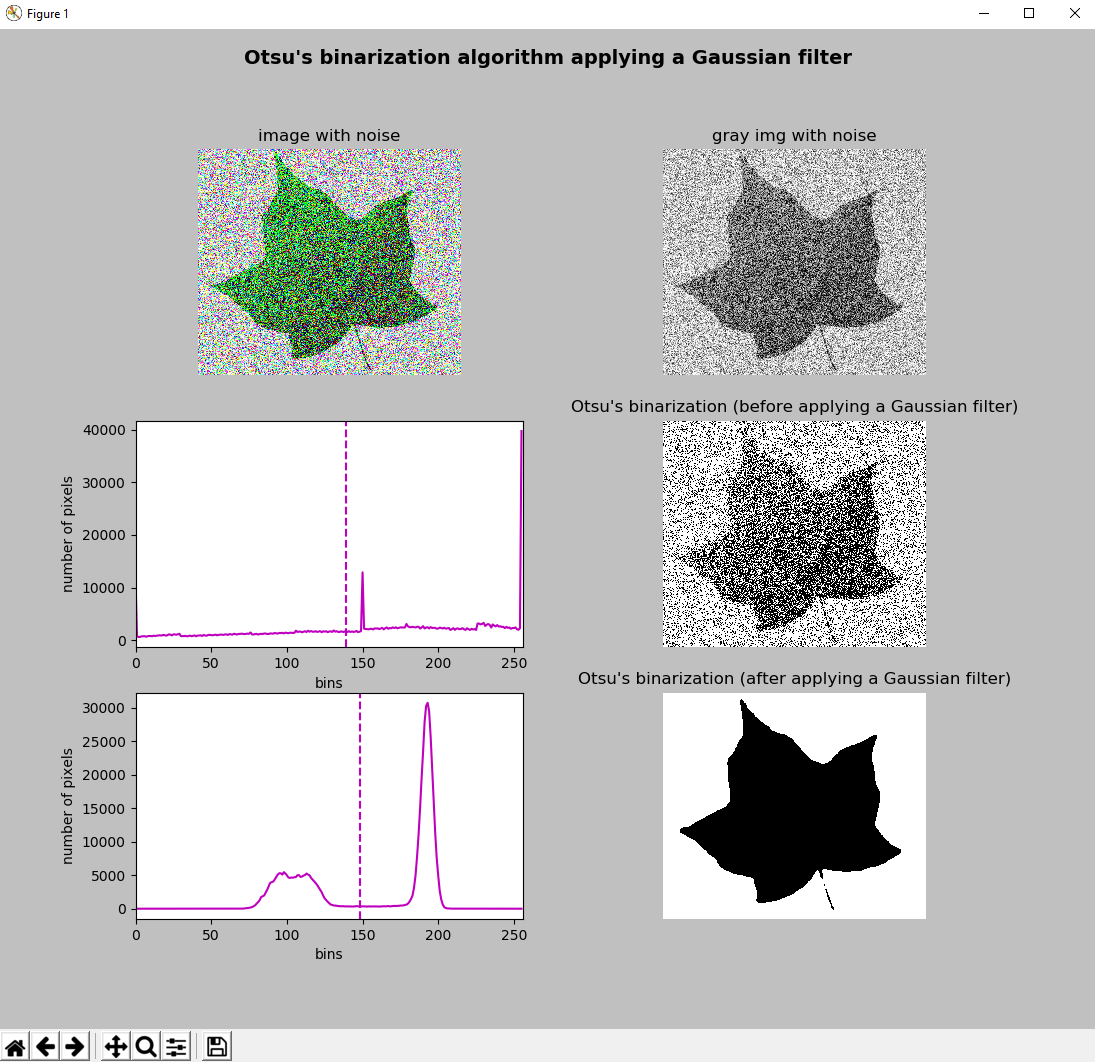 Figure 1
Otsu's binarization algorithm applying a Gaussian filter
image with noise
gray img with noise
Otsu's binarization (before applying a Gaussian filter)
40000
30000
20000
10000
0
number of pixels
0 50 100 150 200 250
bins
Otsu's binarization (after applying a Gaussian filter)
30000
25000
20000
15000
10000
5000
0
number of pixels
0 50 100 150 200 250
bins